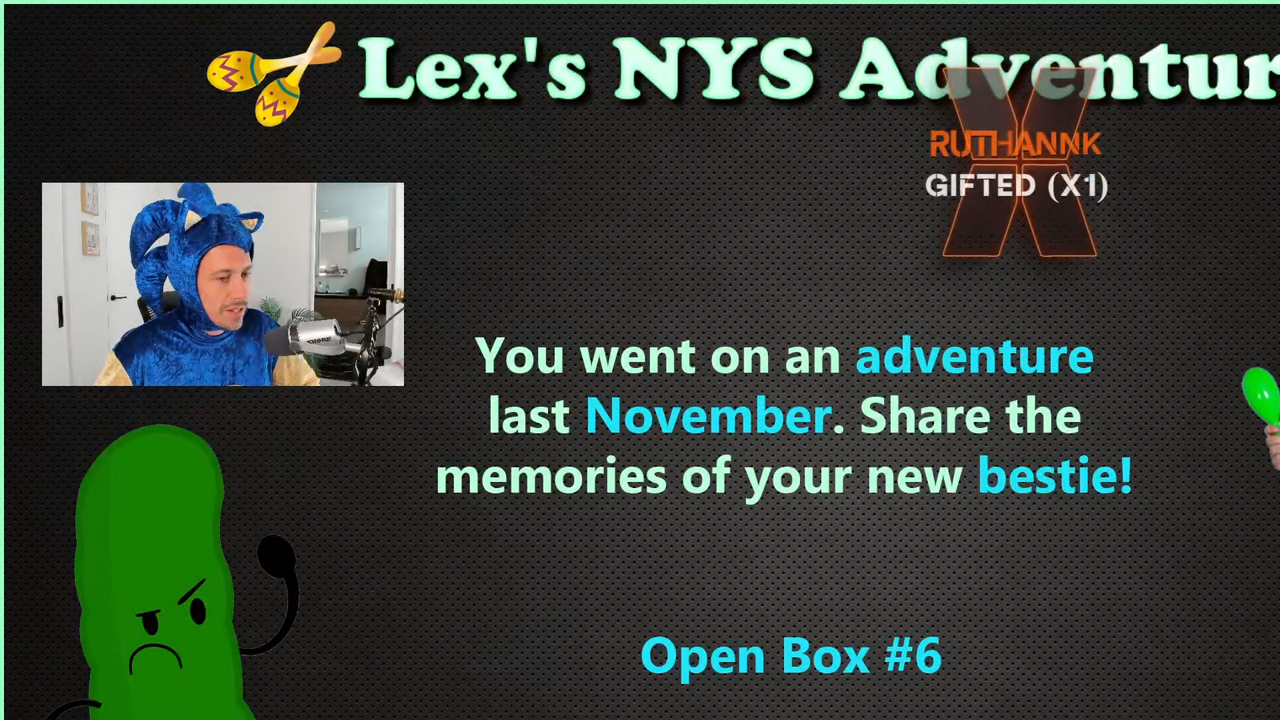 Lex's NYS Adventur
RUTHANNK
GIFTED (X1)
You went on an adventure
last November. Share the
memories of your new bestie!
Open Box #6